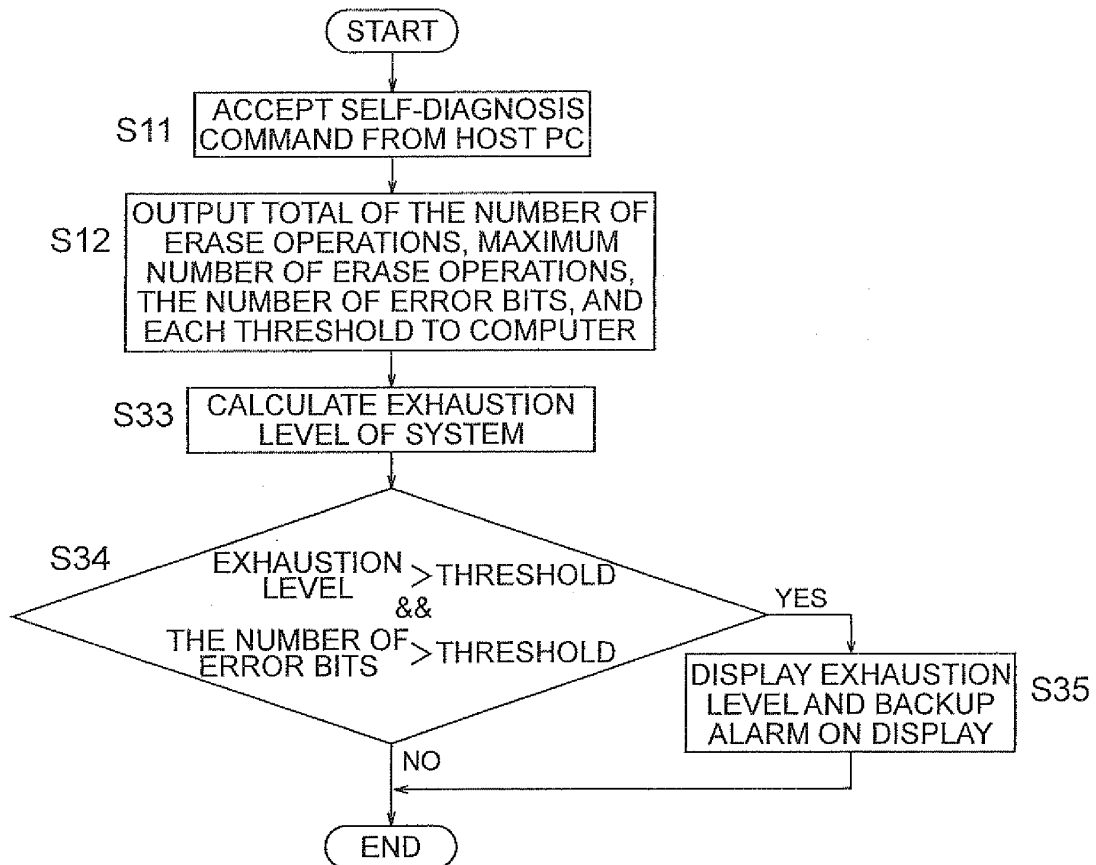 START
S11
ACCEPT SELF-DIAGNOSIS
COMMAND FROM HOST PC
S12
OUTPUT TOTAL OF THE NUMBER OF
ERASE OPERATIONS, MAXIMUM
NUMBER OF ERASE OPERATIONS,
THE NUMBER OF ERROR BITS, AND
EACH THRESHOLD TO COMPUTER
S33
CALCULATE EXHAUSTION
LEVEL OF SYSTEM
S34
EXHAUSTION
LEVEL > THRESHOLD
&&
THE NUMBER OF
ERROR BITS > THRESHOLD
YES
DISPLAY EXHAUSTION
LEVEL AND BACKUP
ALARM ON DISPLAY
S35
NO
END